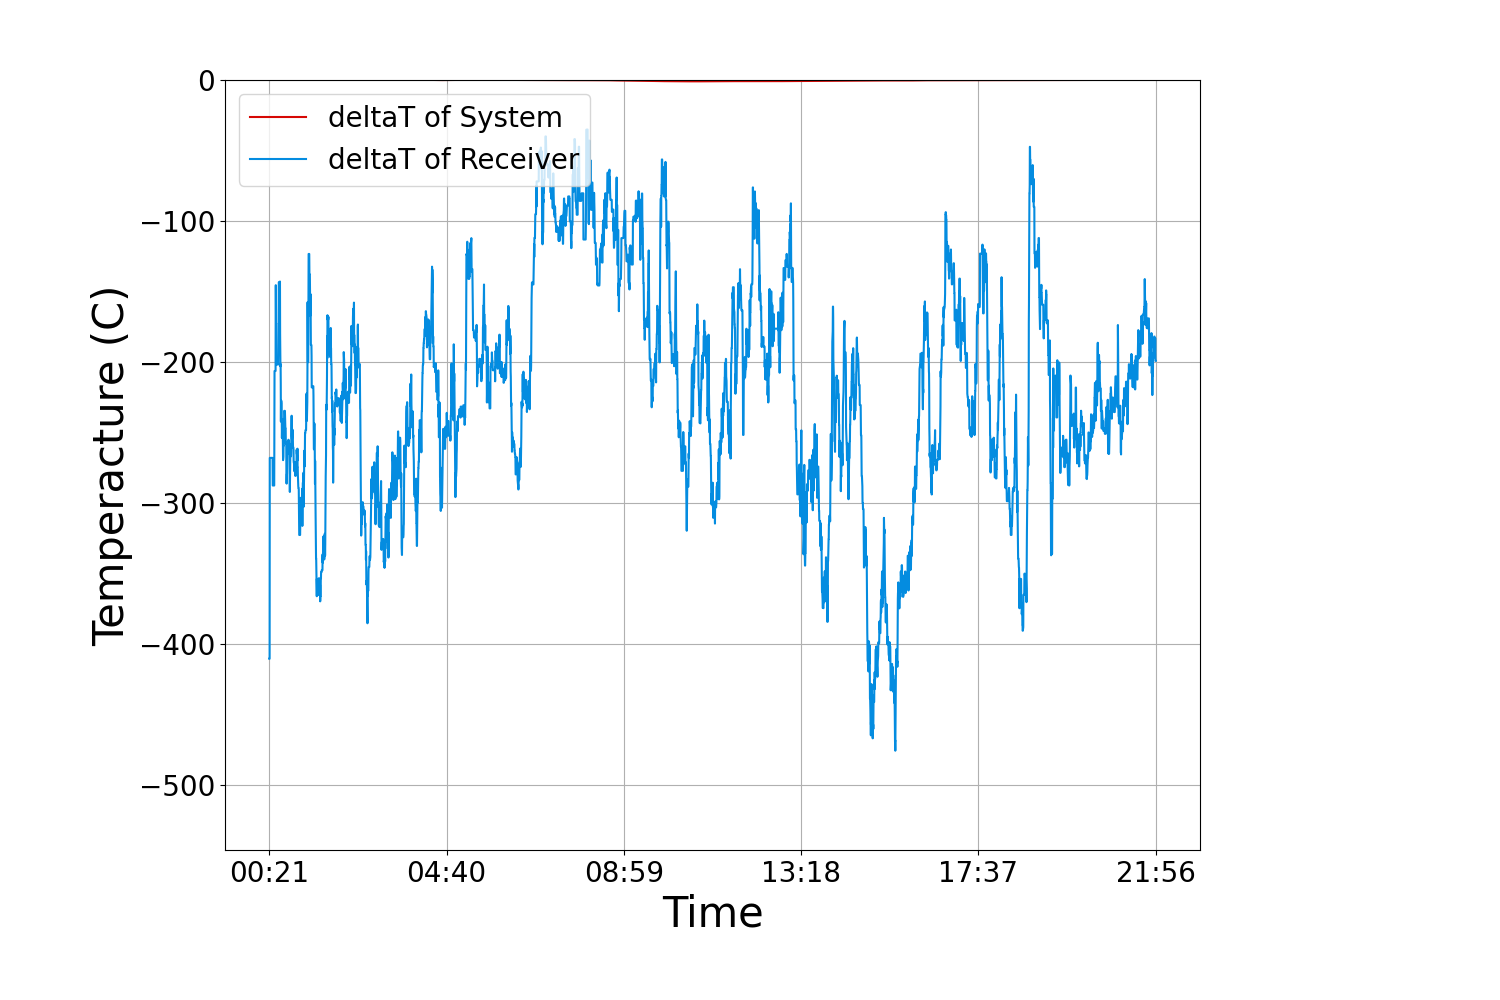 0
deltaT of System
deltaT of Receiver
−100
−200
−300
−400
−500
Temperacture (C)
00:21 04:40 08:59 13:18 17:37 21:56
Time